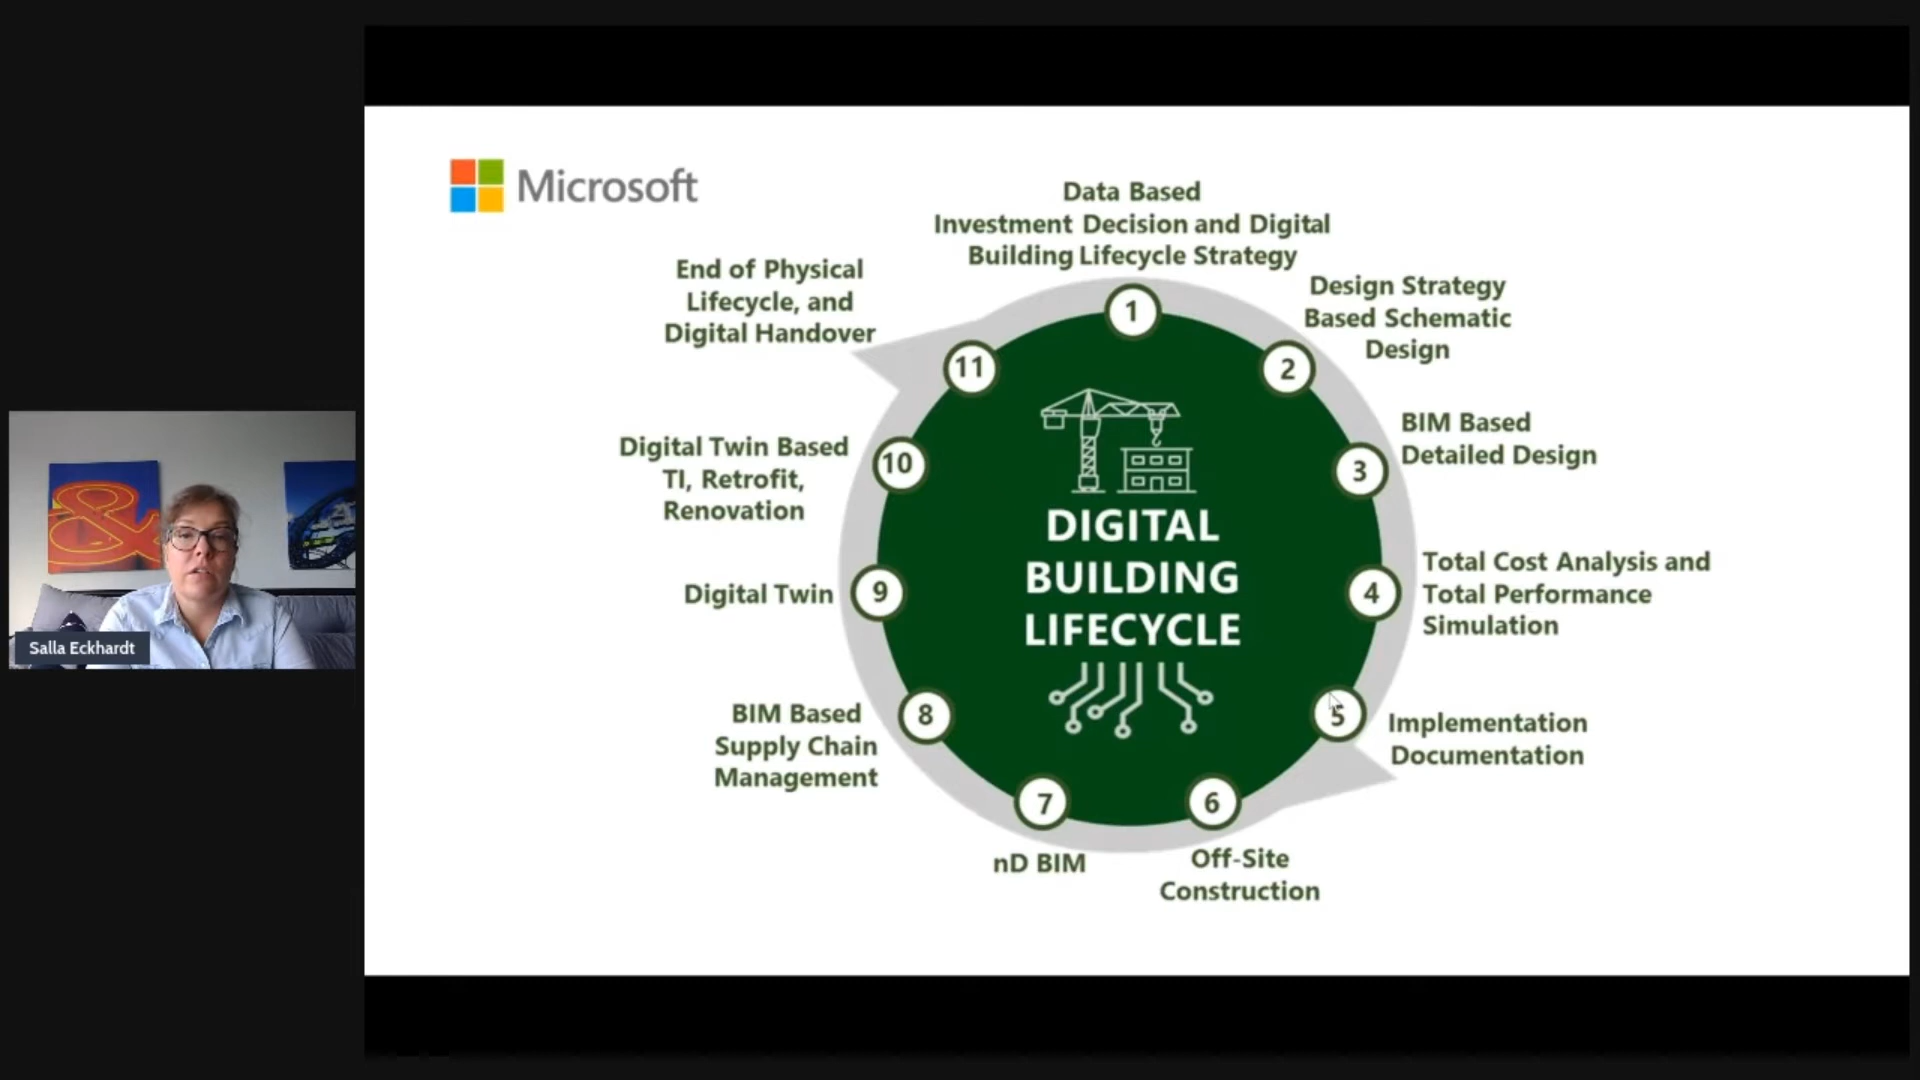 Microsoft
Data Based
Investment Decision and Digital
Building Lifecycle Strategy
1
Design Strategy
Based Schematic
Design
2
BIM Based
Detailed Design
3
Total Cost Analysis and
Total Performance
Simulation
4
Implementation
Documentation
5
Off-Site
Construction
6
nD BIM
7
BIM Based
Supply Chain
Management
8
Digital Twin
9
Digital Twin Based
TI, Retrofit,
Renovation
10
End of Physical
Lifecycle, and
Digital Handover
11
DIGITAL
BUILDING
LIFECYCLE
&
Salla Eckhardt